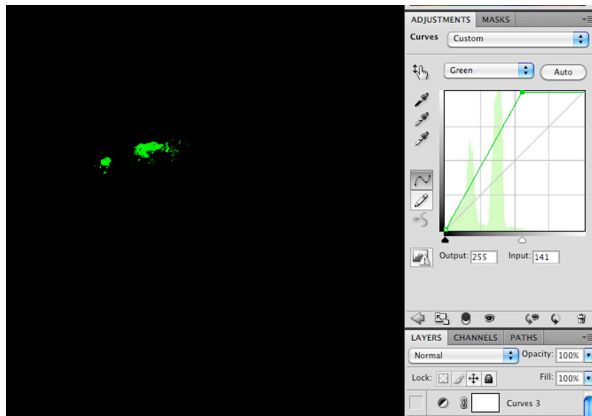 ADJUSTMENTS MASKS
Curves Custom
Green Auto
Output: 255 Input: 141
LAYERS CHANNELS PATHS
Normal Opacity: 100%
Lock: Fill: 100%
Curves 3